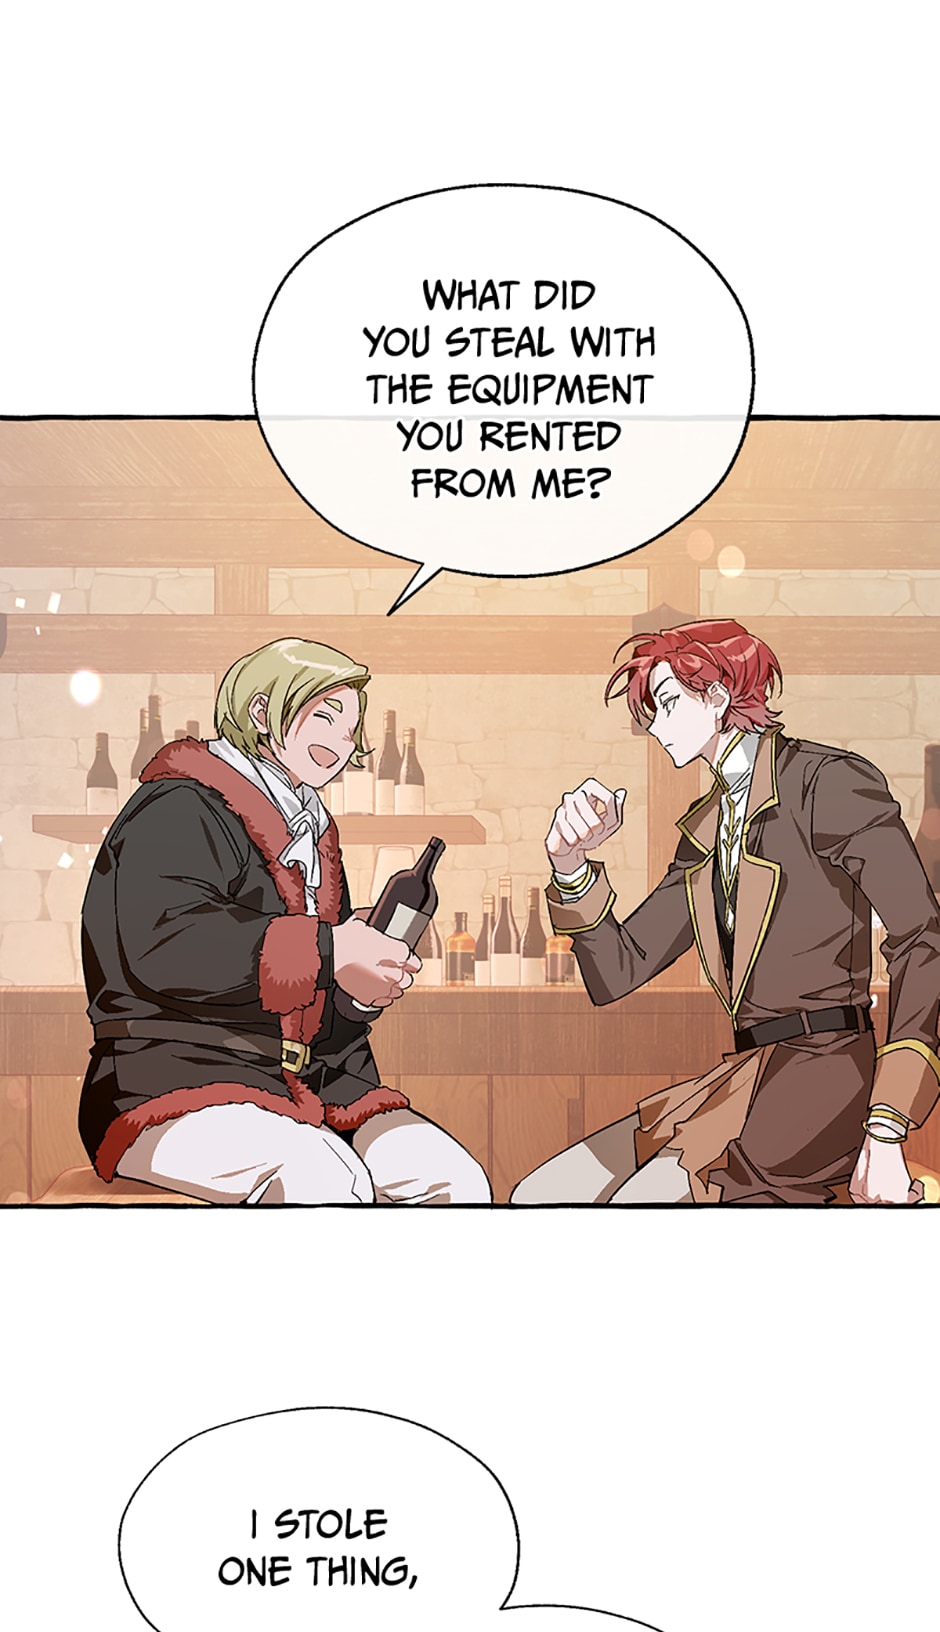 WHAT DID
YOU STEAL WITH
THE EQUIPMENT
YOU RENTED
FROM ME?
I STOLE
ONE THING,